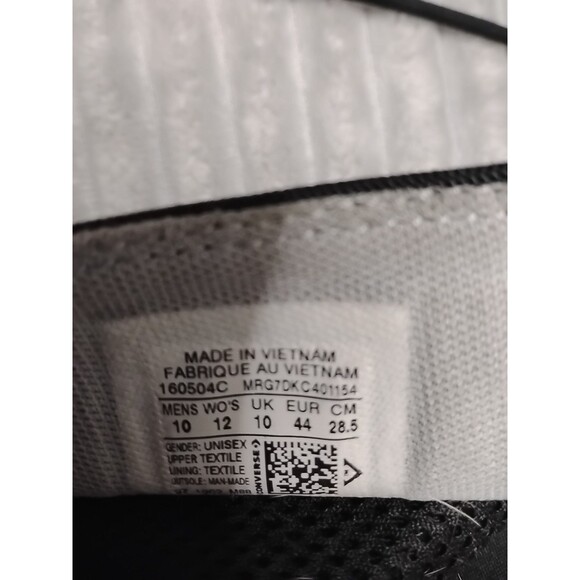 MADE IN VIETNAM
FABRIQUE AU VIETNAM
160504C MRG7DKC401154
MENS WO'S UK EUR CM
10 12 10 44 28.5
GENDER: UNISEX
UPPER TEXTILE
LINING: TEXTILE
OUTSOLE: MAN-MADE
CONVERSE